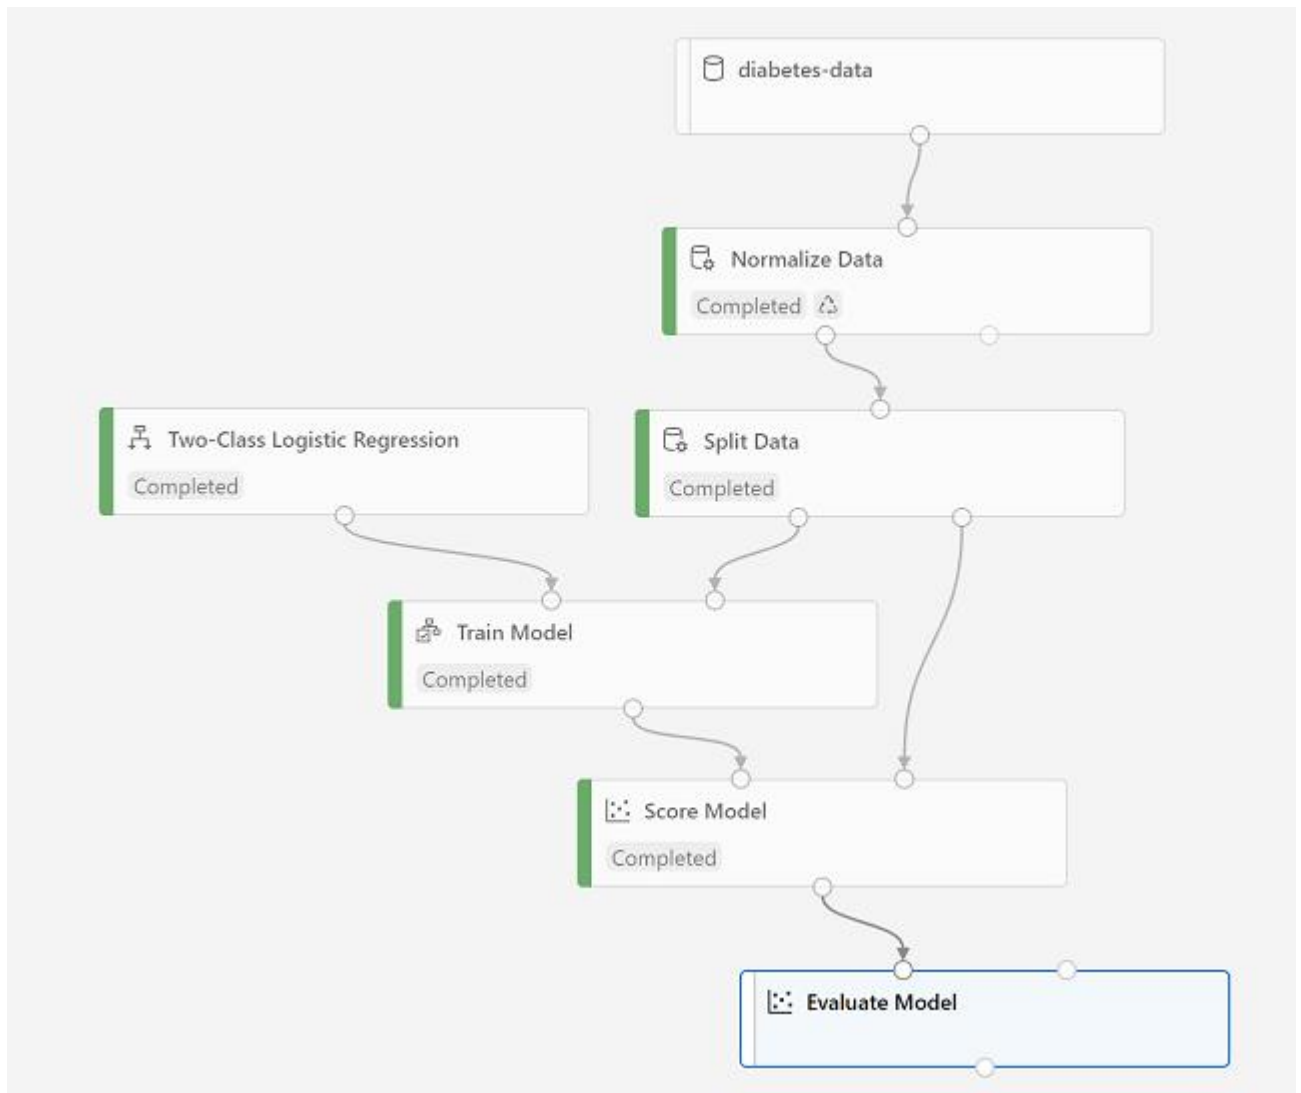 diabetes-data
Normalize Data
Completed
Two-Class Logistic Regression
Completed
Split Data
Completed
Train Model
Completed
Score Model
Completed
Evaluate Model